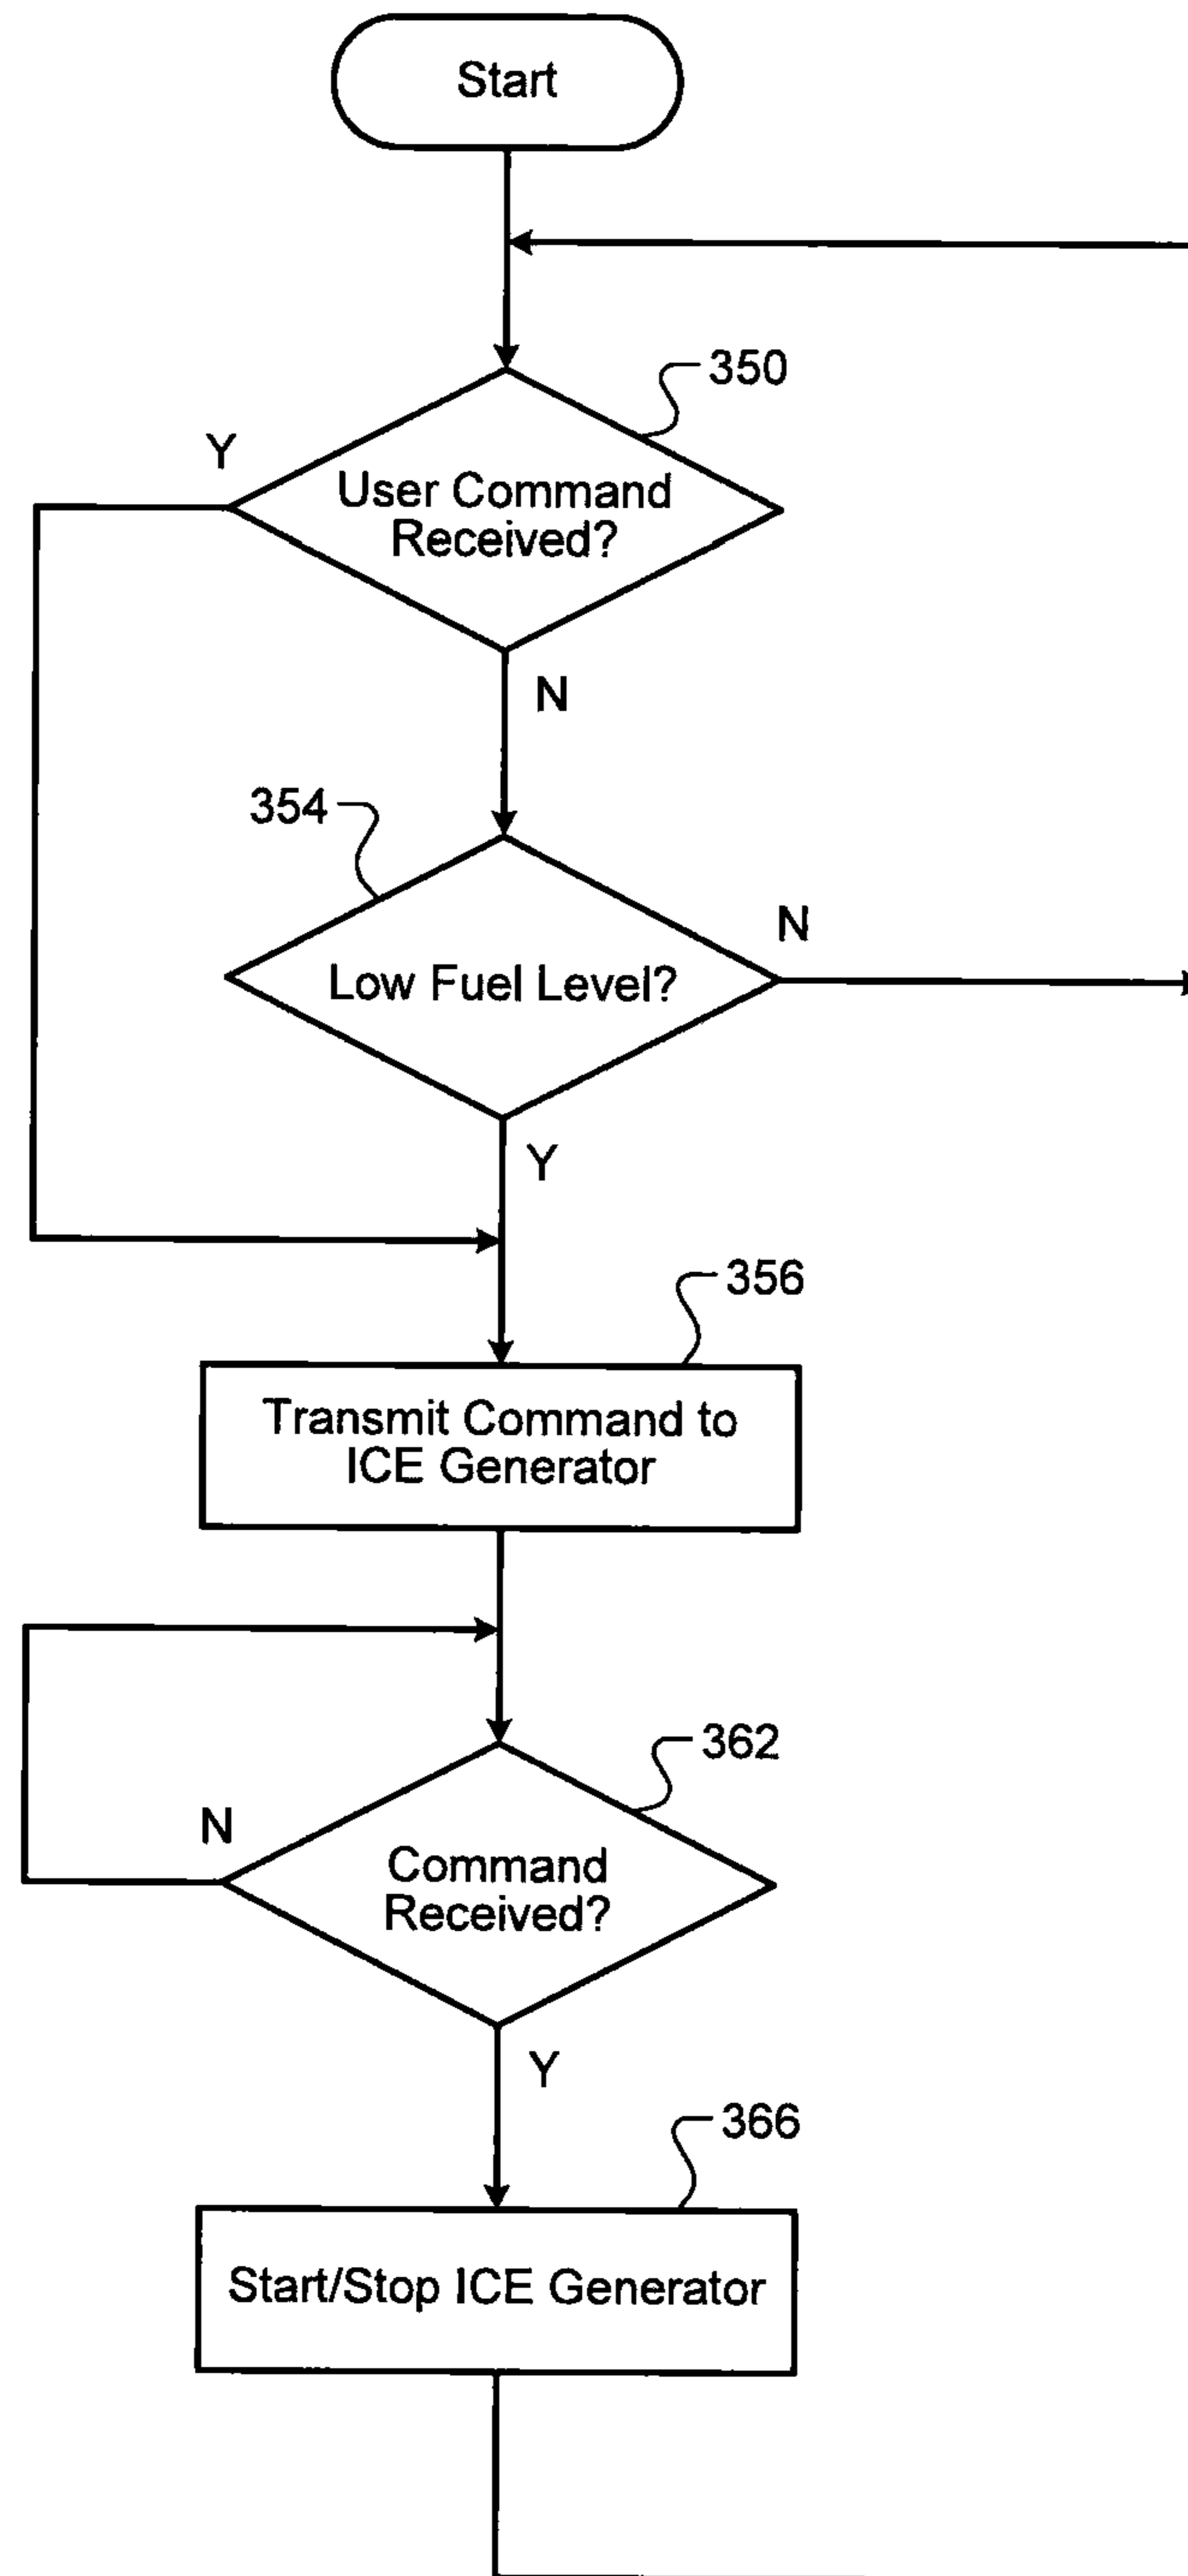 Start
350
Y
User Command
Received?
N
354
N
Low Fuel Level?
Y
356
Transmit Command to
ICE Generator
362
N
Command
Received?
Y
366
Start/Stop ICE Generator